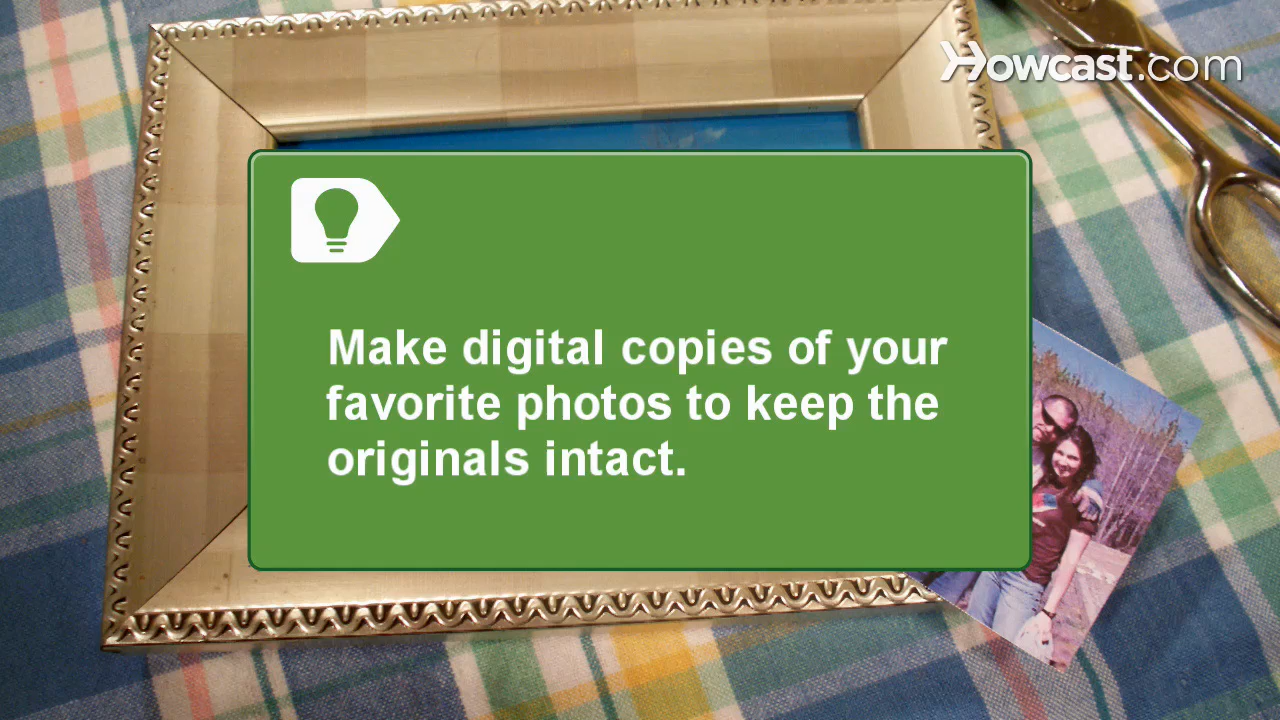 Howcast.com
Make digital copies of your
favorite photos to keep the
originals intact.